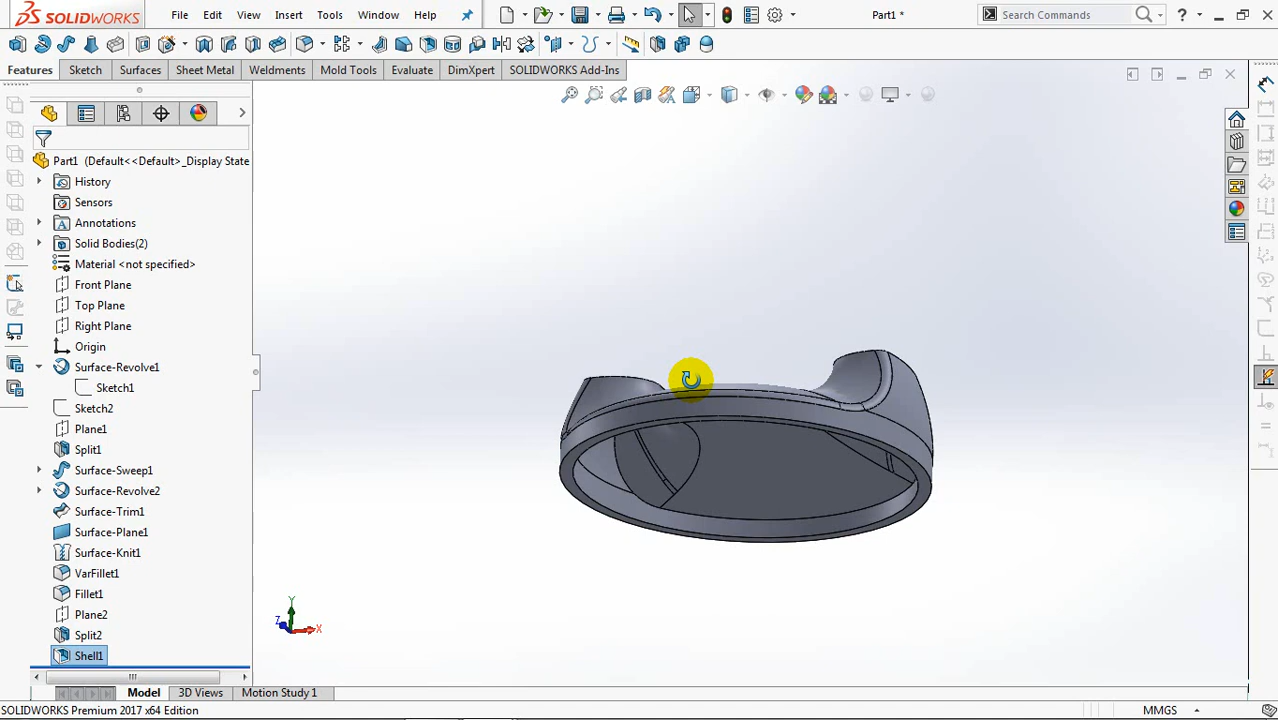 SOLIDWORKS File Edit View Insert Tools Window Help Part1 * Search Commands ?
Features Sketch Surfaces Sheet Metal Weldments Mold Tools Evaluate DimXpert SOLIDWORKS Add-Ins
Part1 (Default<<Default>_Display State
History
Sensors
Annotations
Solid Bodies(2)
Material <not specified>
Front Plane
Top Plane
Right Plane
Origin
Surface-Revolve1
Sketch1
Sketch2
Plane1
Split1
Surface-Sweep1
Surface-Revolve2
Surface-Trim1
Surface-Plane1
Surface-Knit1
VarFillet1
Fillet1
Plane2
Split2
Shell1
Y
Z
X
Model 3D Views Motion Study 1
SOLIDWORKS Premium 2017 x64 Edition MMGS